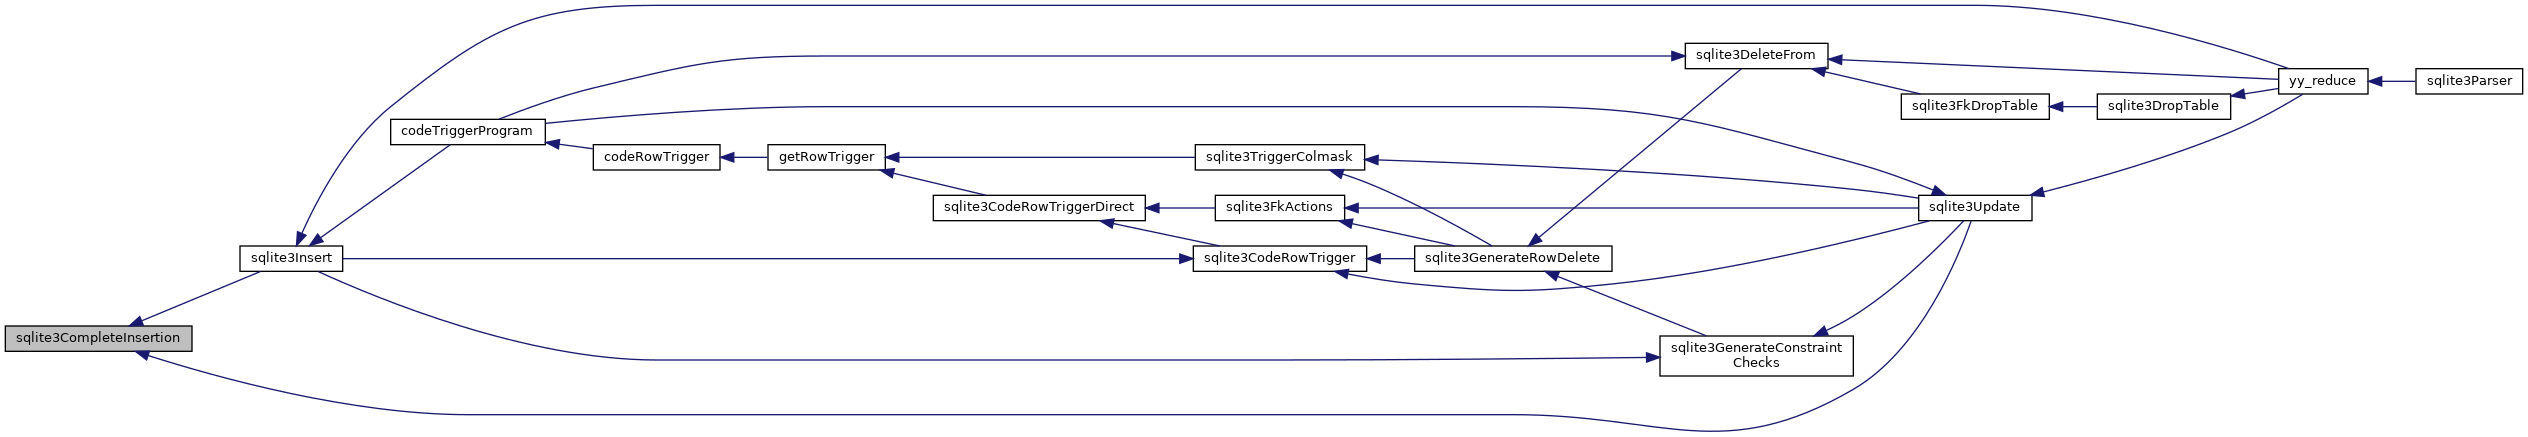 sqlite3DeleteFrom
yy_reduce
sqlite3Parser
sqlite3FkDropTable
sqlite3DropTable
codeTriggerProgram
codeRowTrigger
getRowTrigger
sqlite3TriggerColmask
sqlite3CodeRowTriggerDirect
sqlite3FkActions
sqlite3Update
sqlite3Insert
sqlite3CodeRowTrigger
sqlite3GenerateRowDelete
sqlite3CompleteInsertion
sqlite3GenerateConstraint
Checks